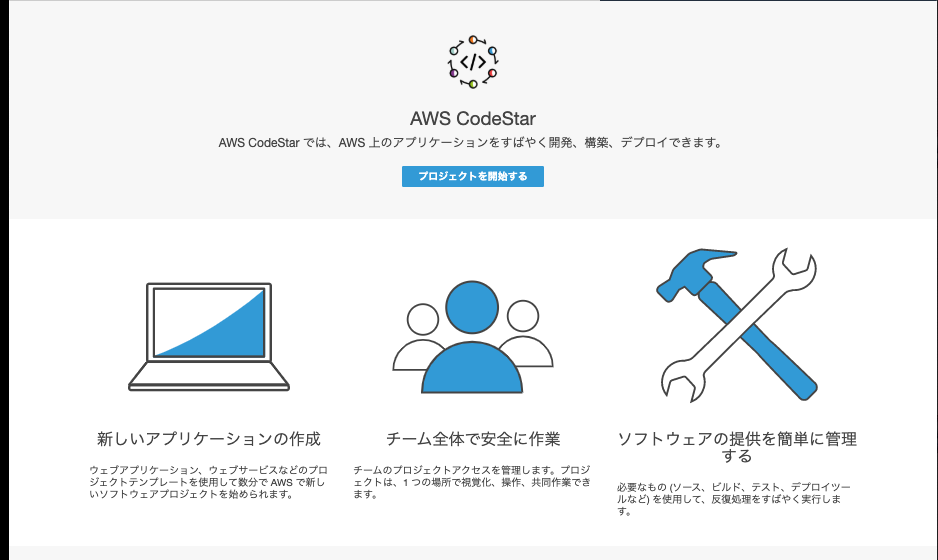 </>
AWS CodeStar
AWS CodeStar では、AWS 上のアプリケーションをすばやく開発、構築、デプロイできます。
プロジェクトを開始する
新しいアプリケーションの作成
ウェブアプリケーション、ウェブサービスなどのプロ
ジェクトテンプレートを使用して数分で AWS で新し
いソフトウェアプロジェクトを始められます。
チーム全体で安全に作業
チームのプロジェクトアクセスを管理します。プロジ
ェクトは、1 つの場所で視覚化、操作、共同作業でき
ます。
ソフトウェアの提供を簡単に管理
する
必要なもの (ソース、ビルド、テスト、デプロイツー
ルなど) を使用して、反復処理をすばやく実行しま
す。